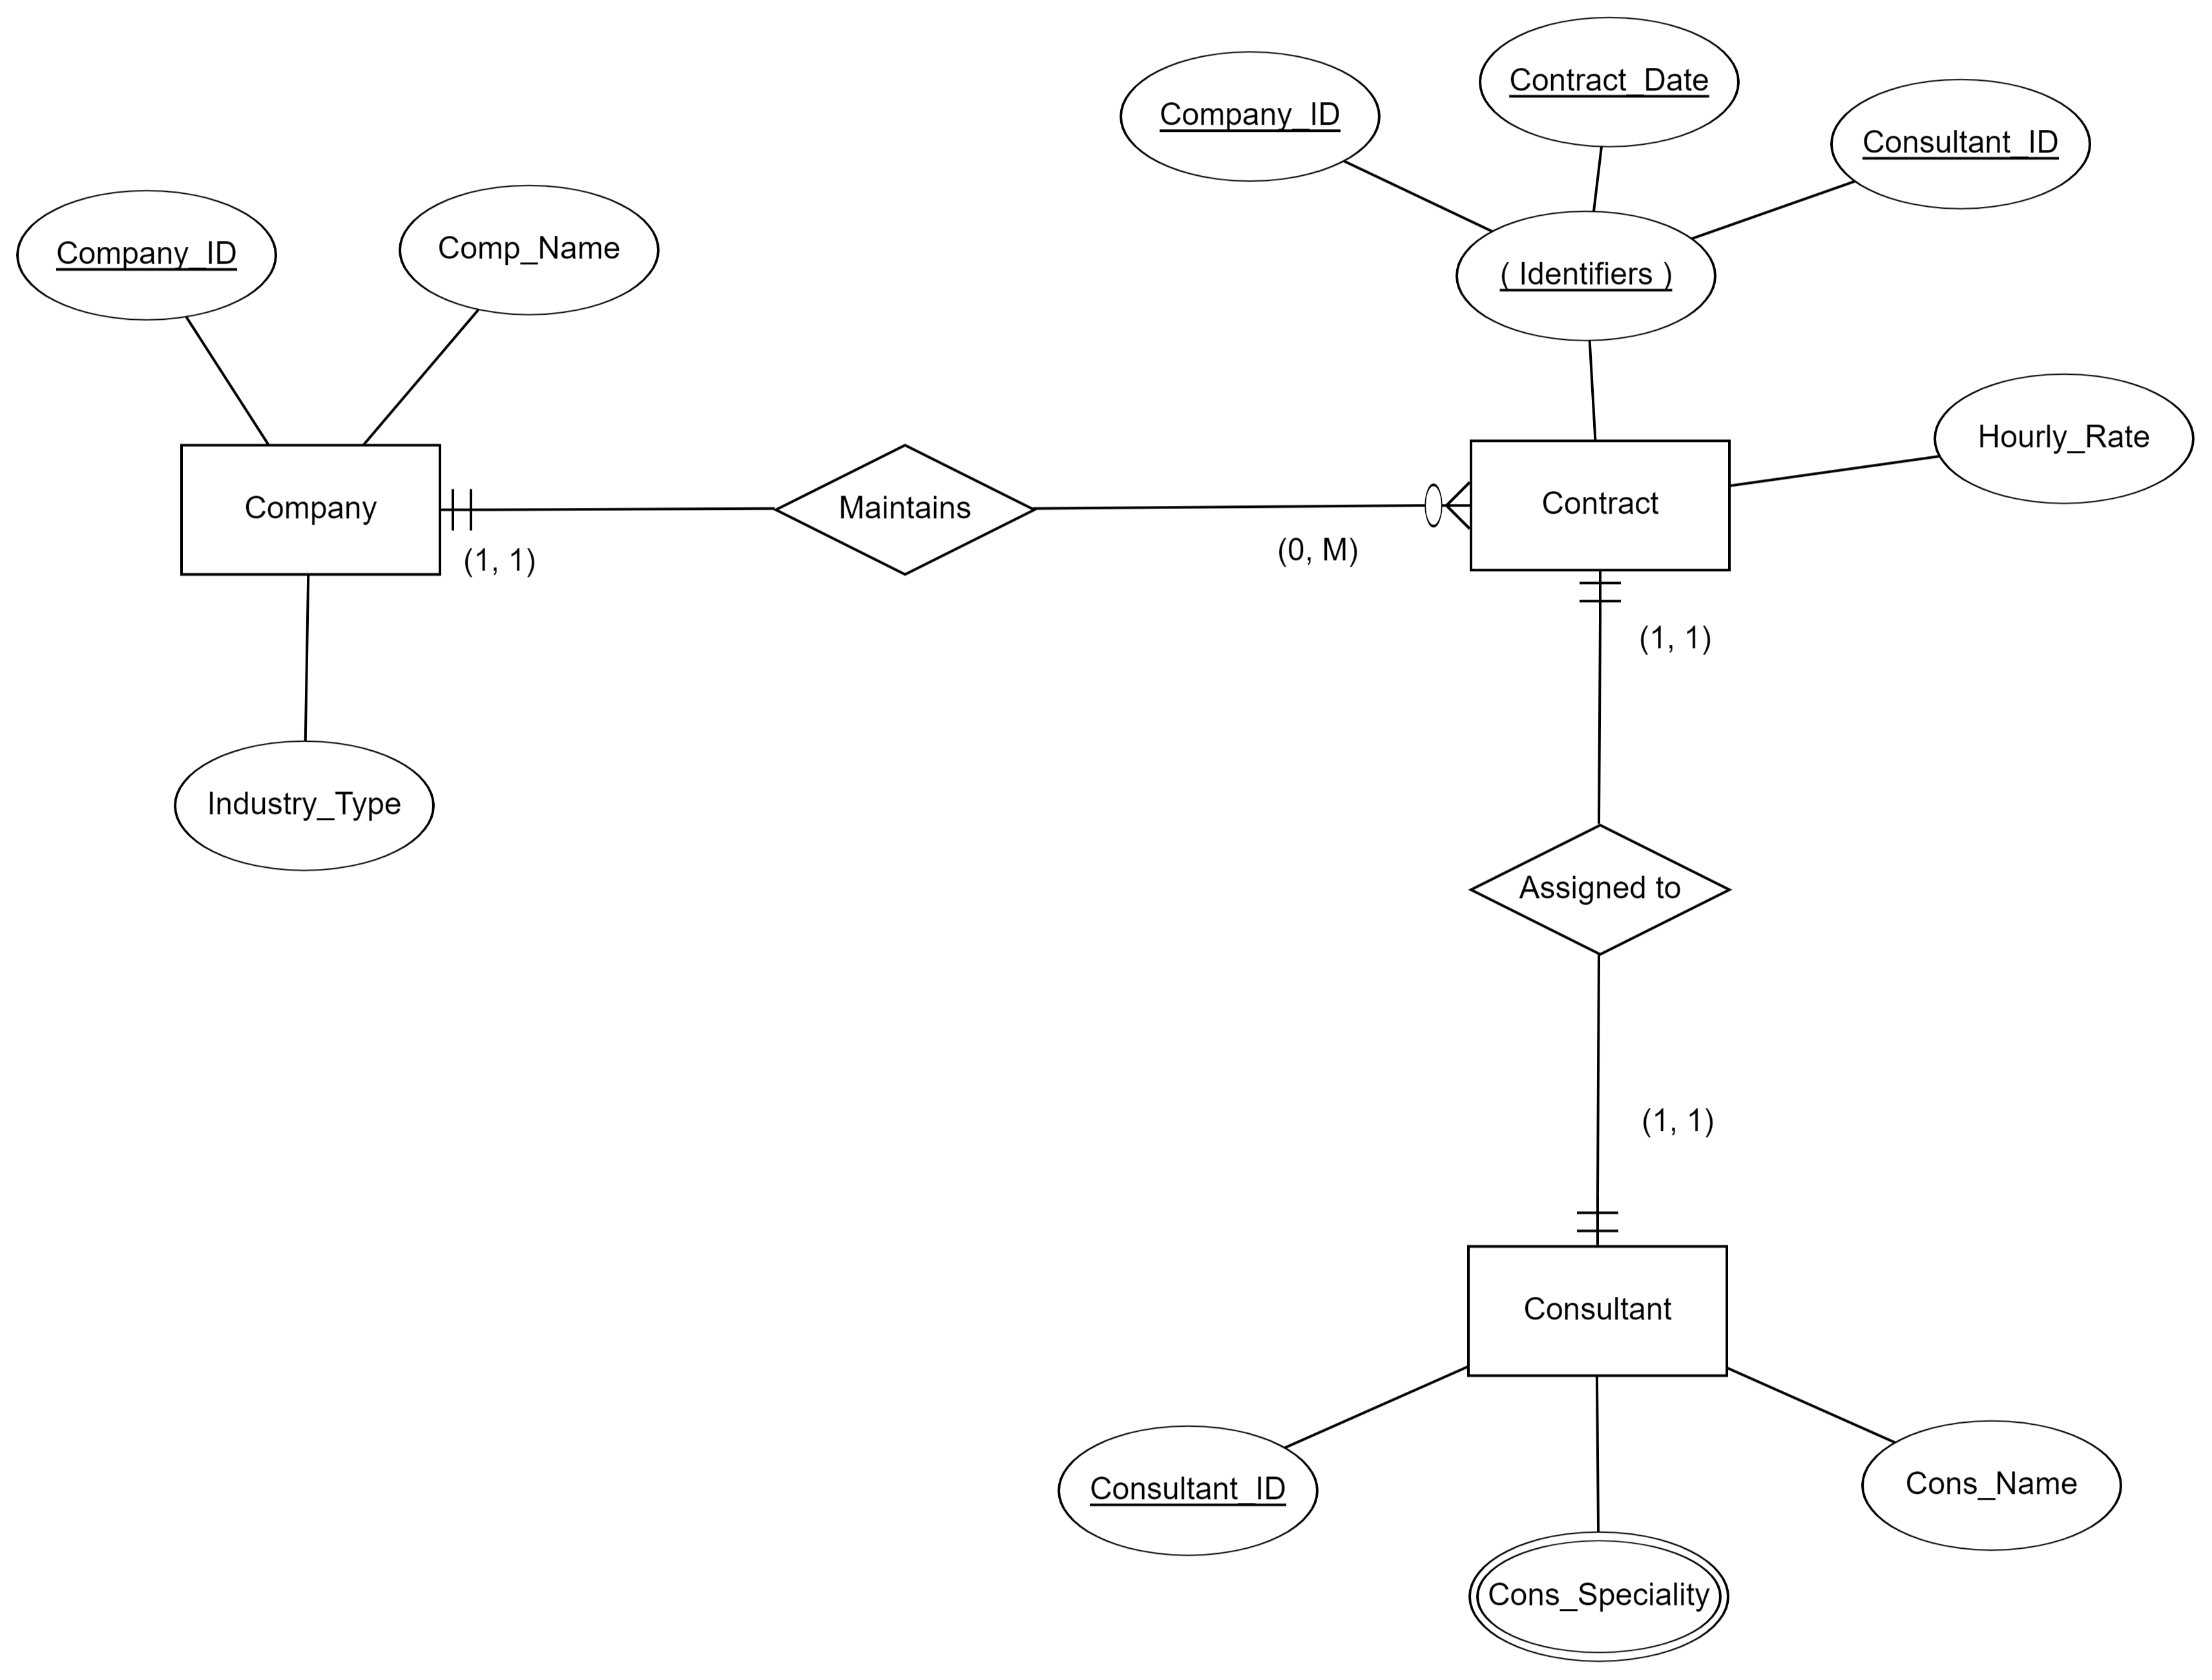 Contract_Date
Company_ID
Consultant_ID
Company_ID
Comp_Name
( Identifiers )
Hourly_Rate
Company
Maintains
Contract
(1, 1)
(0, M)
(1, 1)
Industry_Type
Assigned to
(1, 1)
Consultant
Consultant_ID
Cons_Name
Cons_Speciality